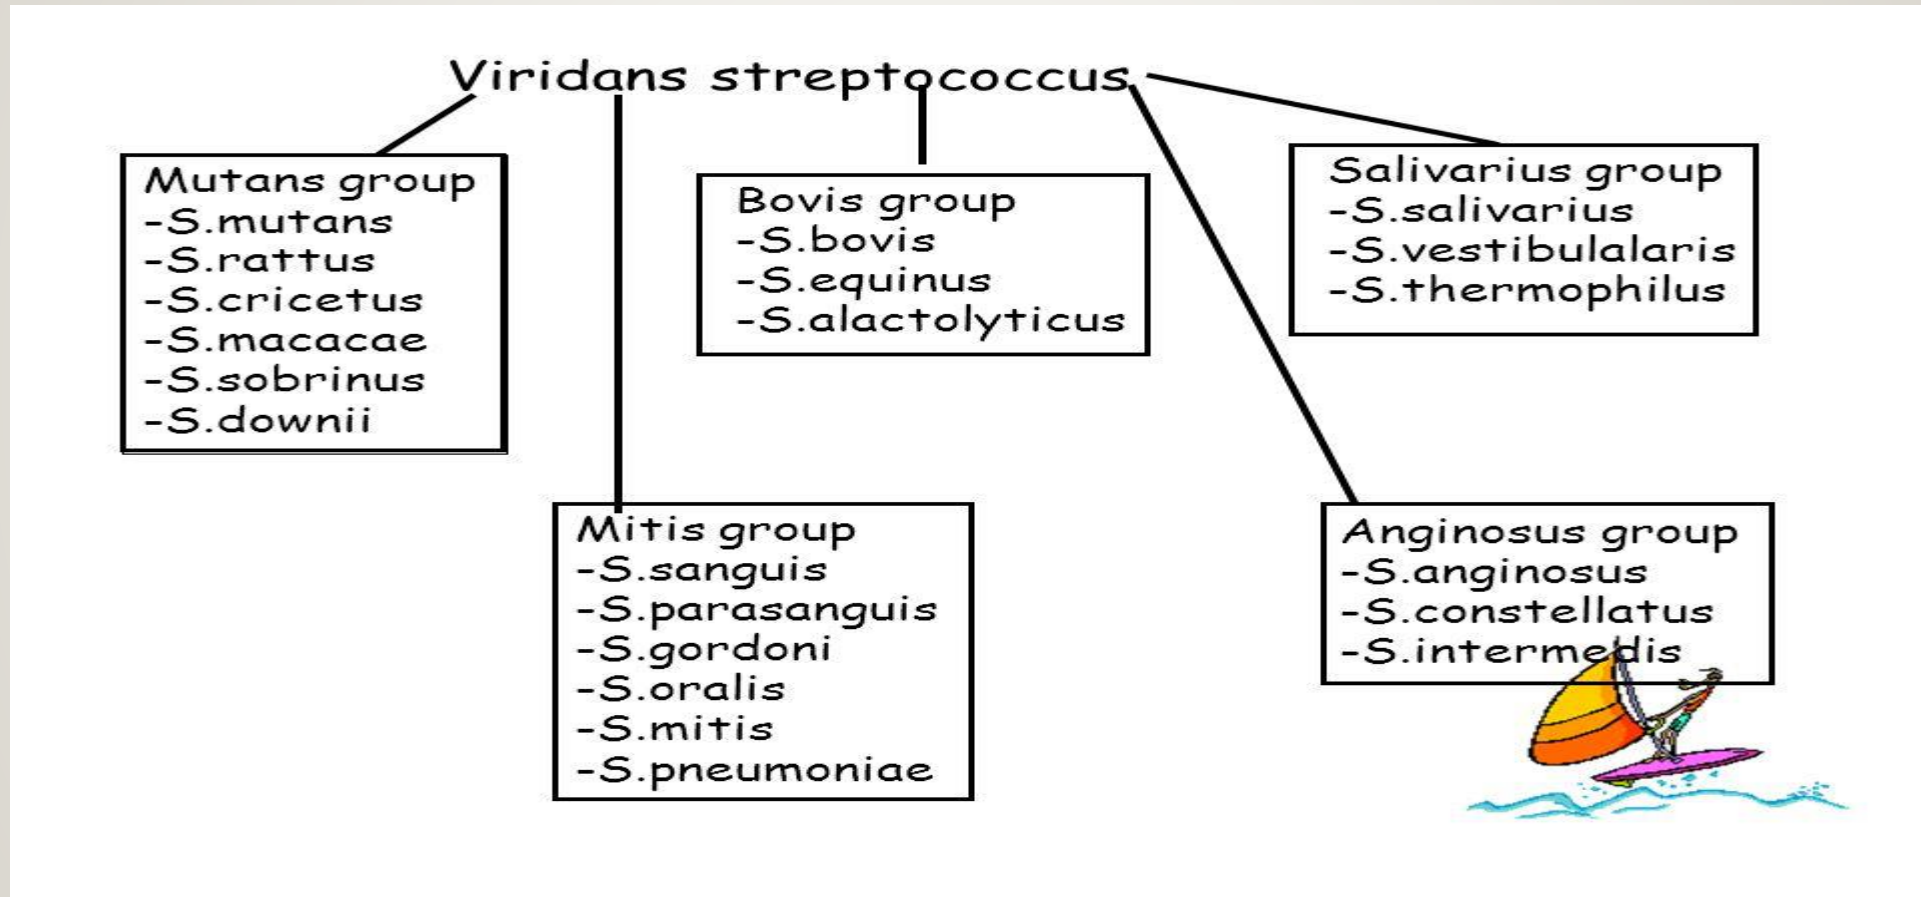 Viridans streptococcus
Mutans group
-S.mutans
-S.rattus
-S.cricetus
-S.macacae
-S.sobrinus
-S.downii
Bovis group
-S.bovis
-S.equinus
-S.alactolyticus
Salivarius group
-S.salivarius
-S.vestibulalaris
-S.thermophilus
Mitis group
-S.sanguis
-S.parasanguis
-S.gordoni
-S.oralis
-S.mitis
-S.pneumoniae
Anginosus group
-S.anginosus
-S.constellatus
-S.intermedis